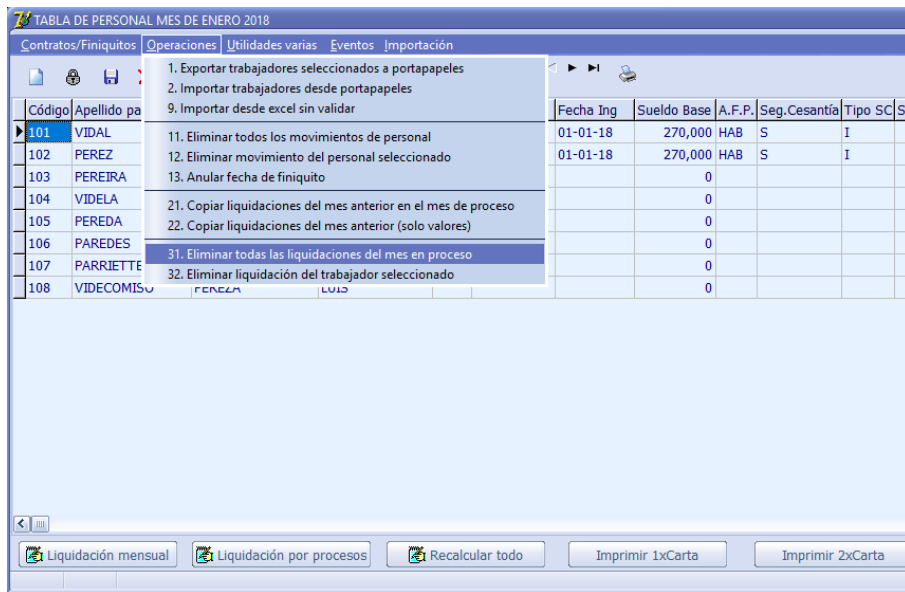 TABLA DE PERSONAL MES DE ENERO 2018
Contratos/Finiquitos Operaciones Utilidades varias Eventos Importación
1. Exportar trabajadores seleccionados a portapapeles
2. Importar trabajadores desde portapapeles
9. Importar desde excel sin validar
11. Eliminar todos los movimientos de personal
12. Eliminar movimiento del personal seleccionado
13. Anular fecha de finiquito
21. Copiar liquidaciones del mes anterior en el mes de proceso
22. Copiar liquidaciones del mes anterior (solo valores)
31. Eliminar todas las liquidaciones del mes en proceso
32. Eliminar liquidación del trabajador seleccionado
Código Apellido pa Fecha Ing Sueldo Base A.F.P. Seg.Cesantía Tipo SC S
101 VIDAL 01-01-18 270,000 HAB S I
102 PEREZ 01-01-18 270,000 HAB S I
103 PEREIRA 0
104 VIDELA 0
105 PEREDA 0
106 PAREDES 0
107 PARRIETTE 0
108 VIDECOMISO PEREZA LUIS 0
Liquidación mensual Liquidación por procesos Recalcular todo Imprimir 1xCarta Imprimir 2xCarta